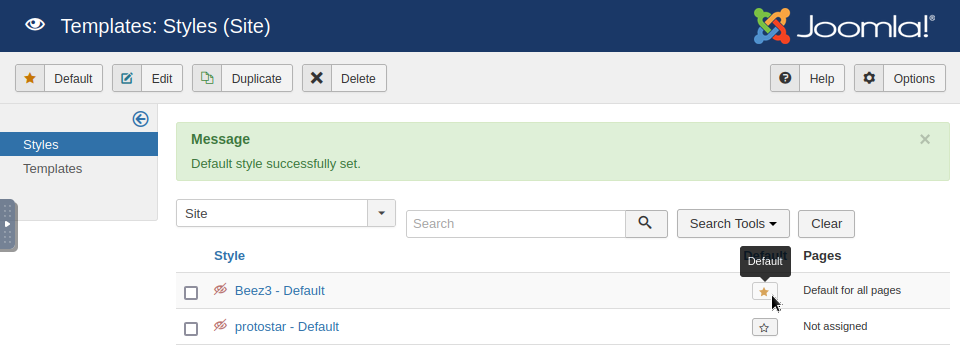 Templates: Styles (Site)
Joomla!®
Default
Edit
Duplicate
Delete
Help
Options
Styles
Templates
Message
Default style successfully set.
×
Site
Search
Search Tools
Clear
Style
Default
Pages
Beez3 - Default
Default for all pages
protostar - Default
Not assigned